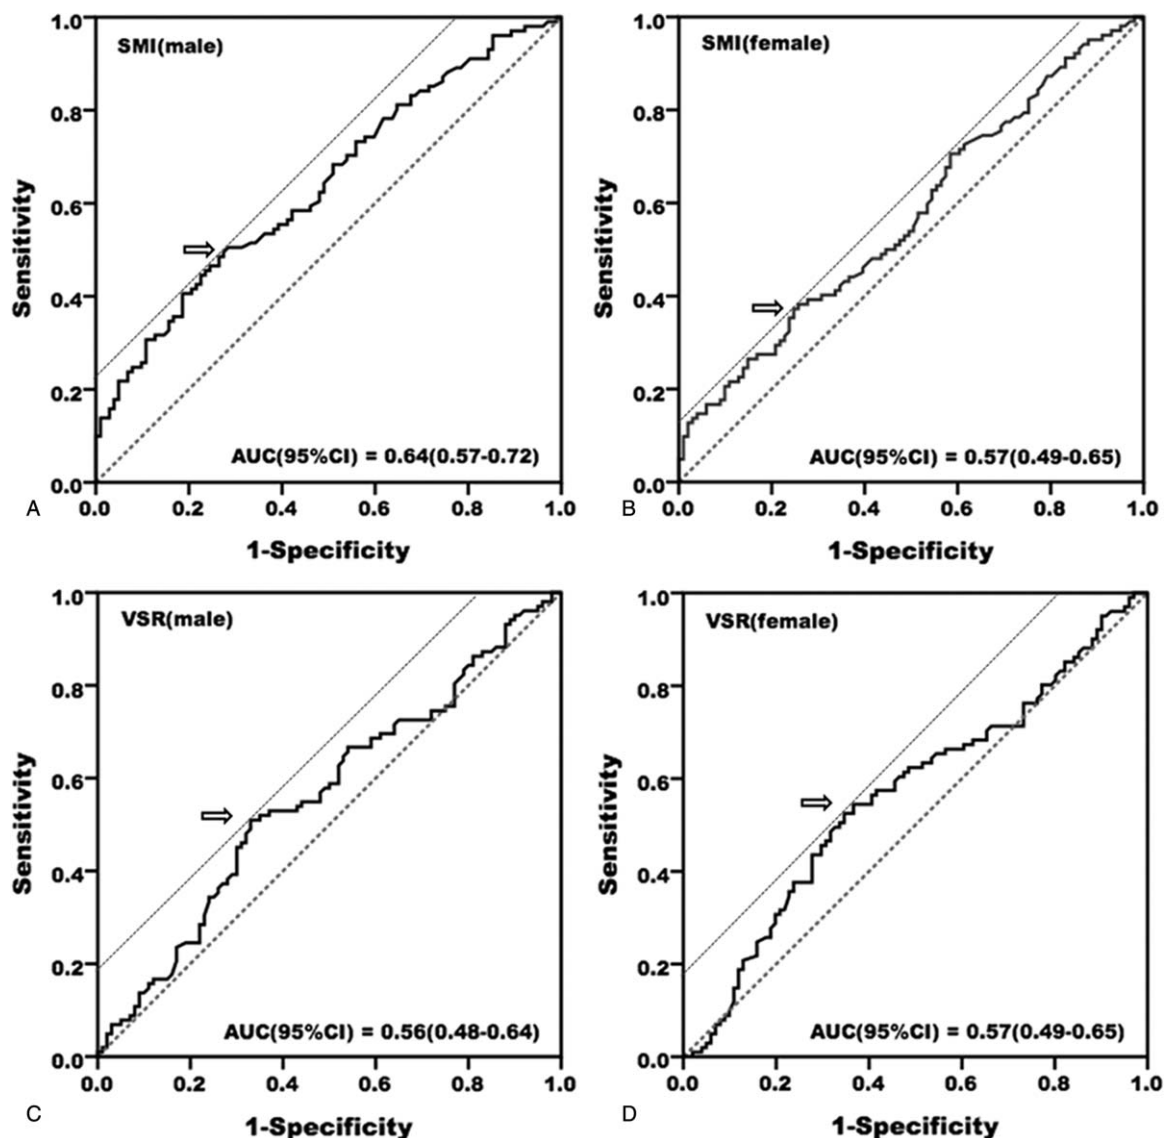 SMI(male)
1.0
0.8
0.6
0.4
0.2
0.0
Sensitivity
AUC(95%CI) = 0.64(0.57-0.72)
0.0 0.2 0.4 0.6 0.8 1.0
1-Specificity
A
SMI(female)
1.0
0.8
0.6
0.4
0.2
0.0
Sensitivity
AUC(95%CI) = 0.57(0.49-0.65)
0.0 0.2 0.4 0.6 0.8 1.0
1-Specificity
B
VSR(male)
1.0
0.8
0.6
0.4
0.2
0.0
Sensitivity
AUC(95%CI) = 0.56(0.48-0.64)
0.0 0.2 0.4 0.6 0.8 1.0
1-Specificity
C
VSR(female)
1.0
0.8
0.6
0.4
0.2
0.0
Sensitivity
AUC(95%CI) = 0.57(0.49-0.65)
0.0 0.2 0.4 0.6 0.8 1.0
1-Specificity
D